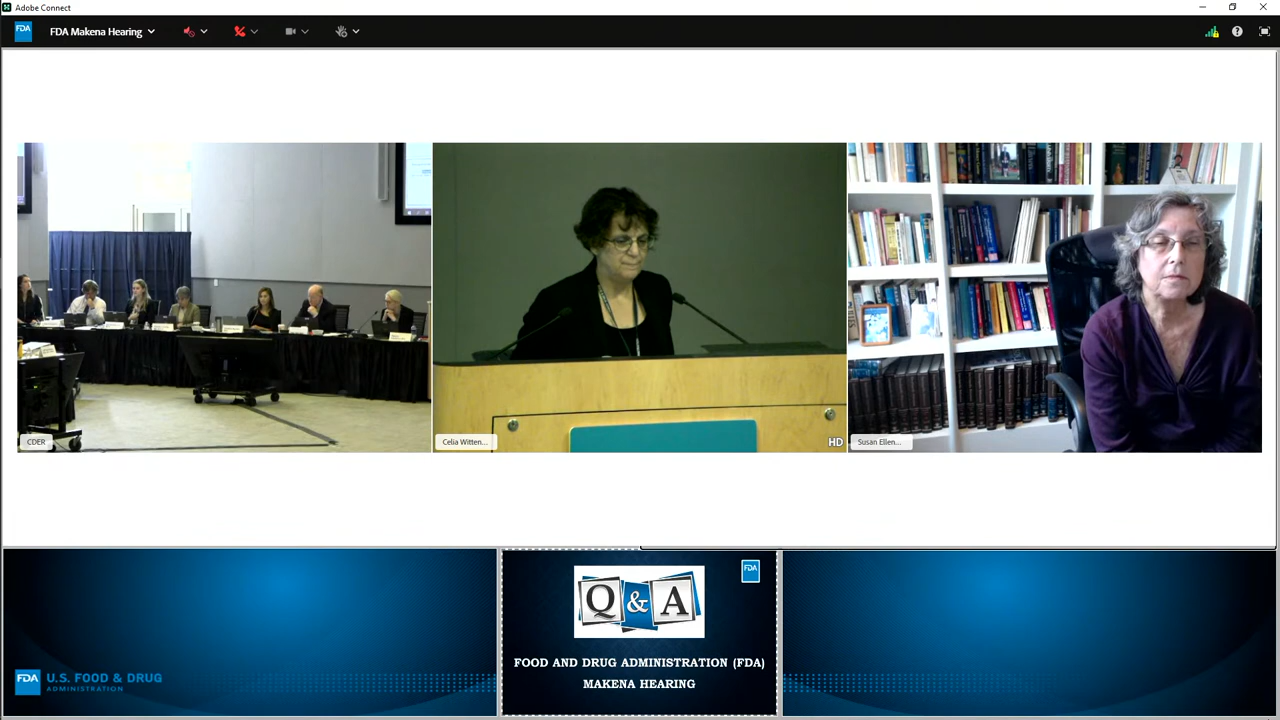 Adobe Connect
FDA
FDA Makena Hearing
CDER
Celia Witten...
HD
Susan Ellen...
FDA
Q & A
FOOD AND DRUG ADMINISTRATION (FDA)
MAKENA HEARING
FDA
U.S. FOOD & DRUG
ADMINISTRATION